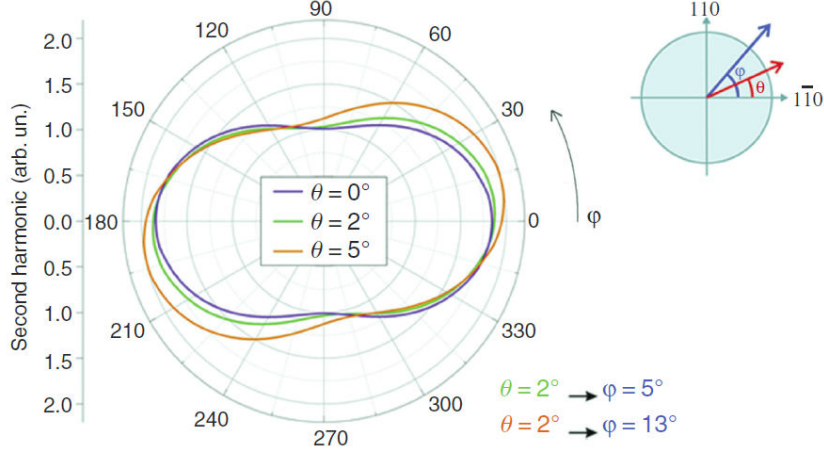 Second harmonic (arb. un.)
2.0
1.5
1.0
0.5
0.0
0.5
1.0
1.5
2.0
90
60
30
0
330
300
270
240
210
180
150
120
θ = 0°
θ = 2°
θ = 5°
φ
110
φ
θ
11̅0
θ = 2° → φ = 5°
θ = 2° → φ = 13°